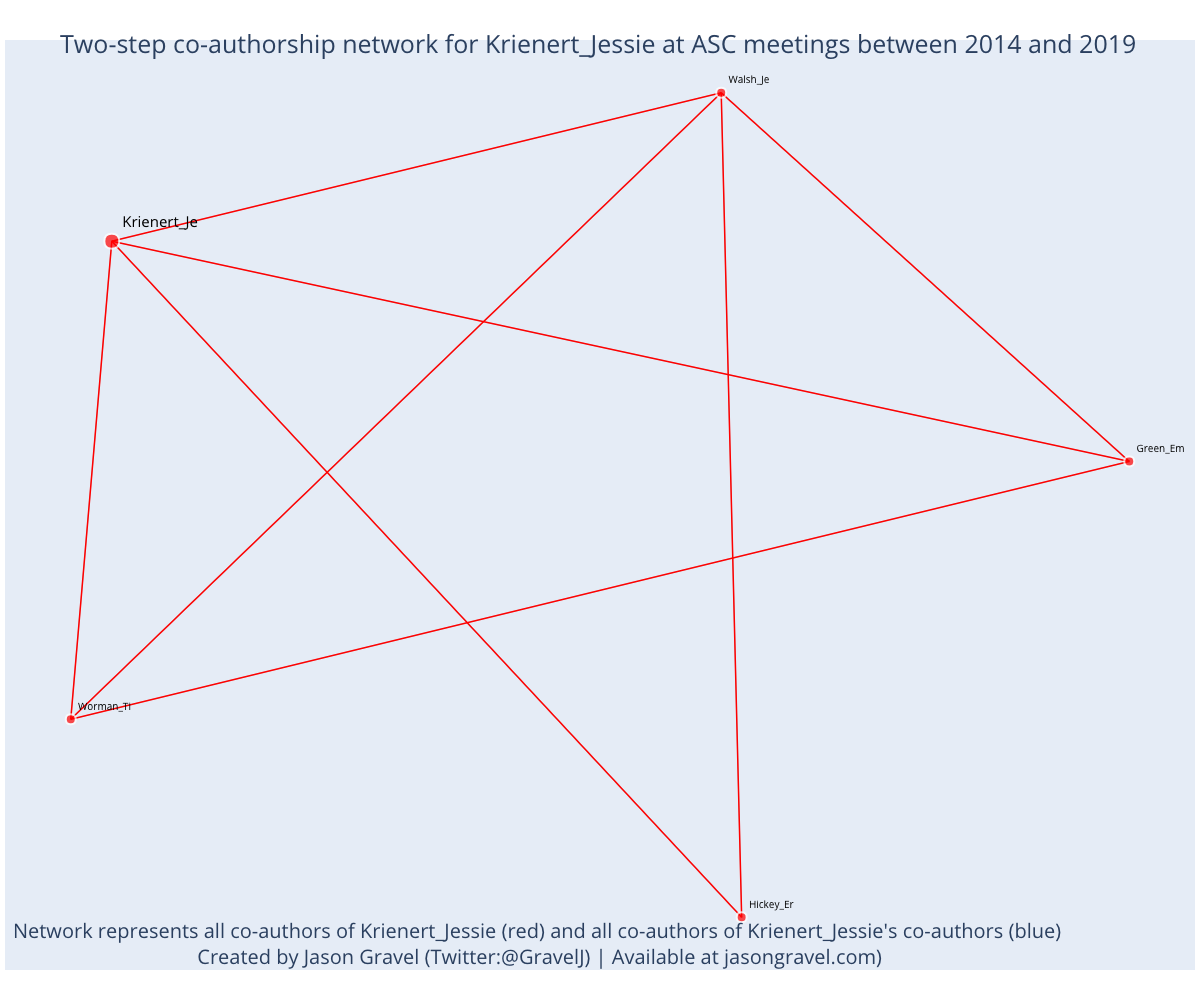 Two-step co-authorship network for Krienert_Jessie at ASC meetings between 2014 and 2019
Walsh_Je
Krienert_Je
Green_Em
Worman_Ti
Hickey_Er
Network represents all co-authors of Krienert_Jessie (red) and all co-authors of Krienert_Jessie's co-authors (blue)
Created by Jason Gravel (Twitter:@GravelJ) | Available at jasongravel.com)